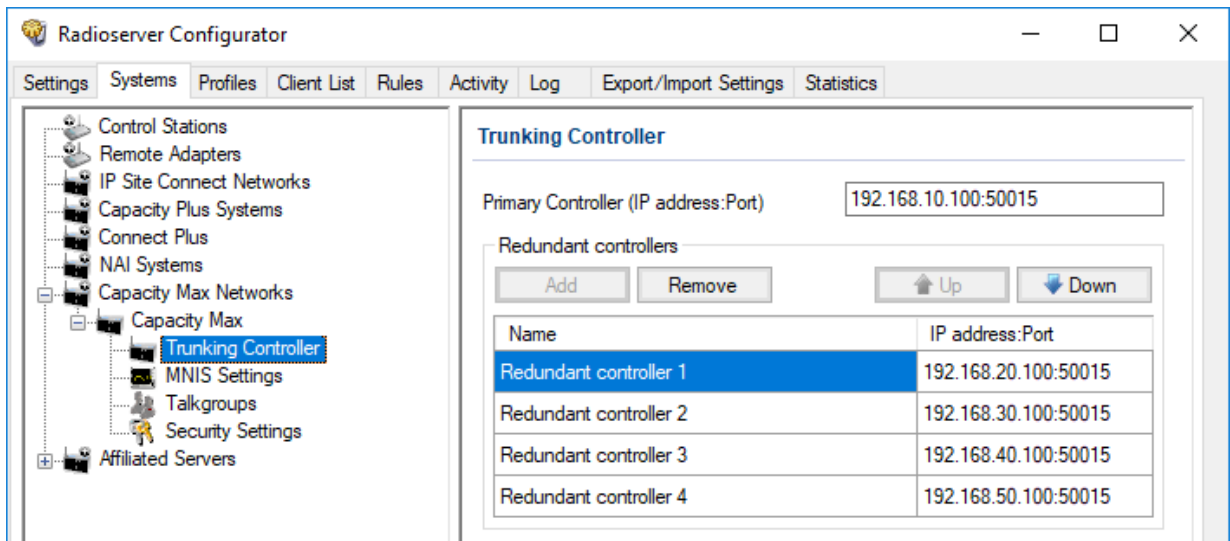 Radioserver Configurator
Settings Systems Profiles Client List Rules Activity Log Export/Import Settings Statistics
Control Stations
Remote Adapters
IP Site Connect Networks
Capacity Plus Systems
Connect Plus
NAI Systems
Capacity Max Networks
Capacity Max
Trunking Controller
MNIS Settings
Talkgroups
Security Settings
Affiliated Servers
Trunking Controller
Primary Controller (IP address:Port) 192.168.10.100:50015
Redundant controllers
Add Remove Up Down
Name IP address:Port
Redundant controller 1 192.168.20.100:50015
Redundant controller 2 192.168.30.100:50015
Redundant controller 3 192.168.40.100:50015
Redundant controller 4 192.168.50.100:50015